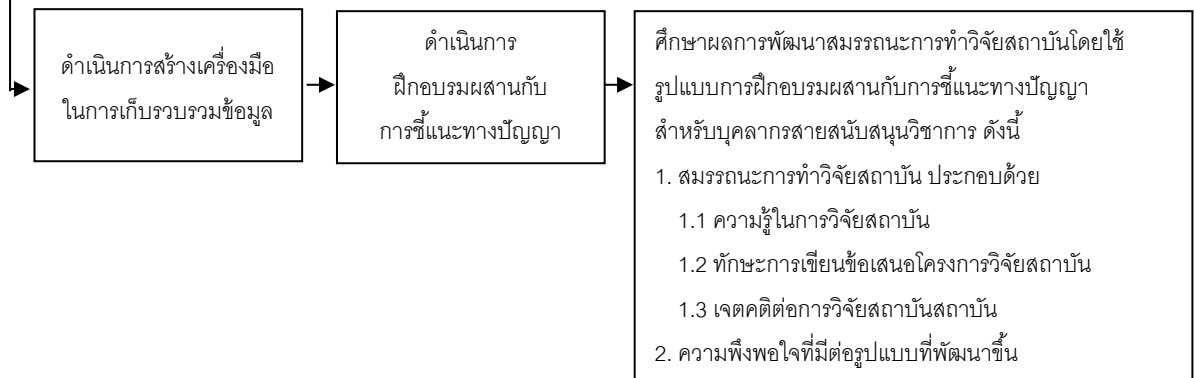 ดำเนินการสร้างเครื่องมือ
ในการเก็บรวบรวมข้อมูล
ดำเนินการ
ฝึกอบรมผสานกับ
การชี้แนะทางปัญญา
ศึกษาผลการพัฒนาสมรรถนะการทำวิจัยสถาบันโดยใช้
รูปแบบการฝึกอบรมผสานกับการชี้แนะทางปัญญา
สำหรับบุคลากรสายสนับสนุนวิชาการ ดังนี้
1. สมรรถนะการทำวิจัยสถาบัน ประกอบด้วย
1.1 ความรู้ในการวิจัยสถาบัน
1.2 ทักษะการเขียนข้อเสนอโครงการวิจัยสถาบัน
1.3 เจตคติต่อการวิจัยสถาบันสถาบัน
2. ความพึงพอใจที่มีต่อรูปแบบที่พัฒนาขึ้น